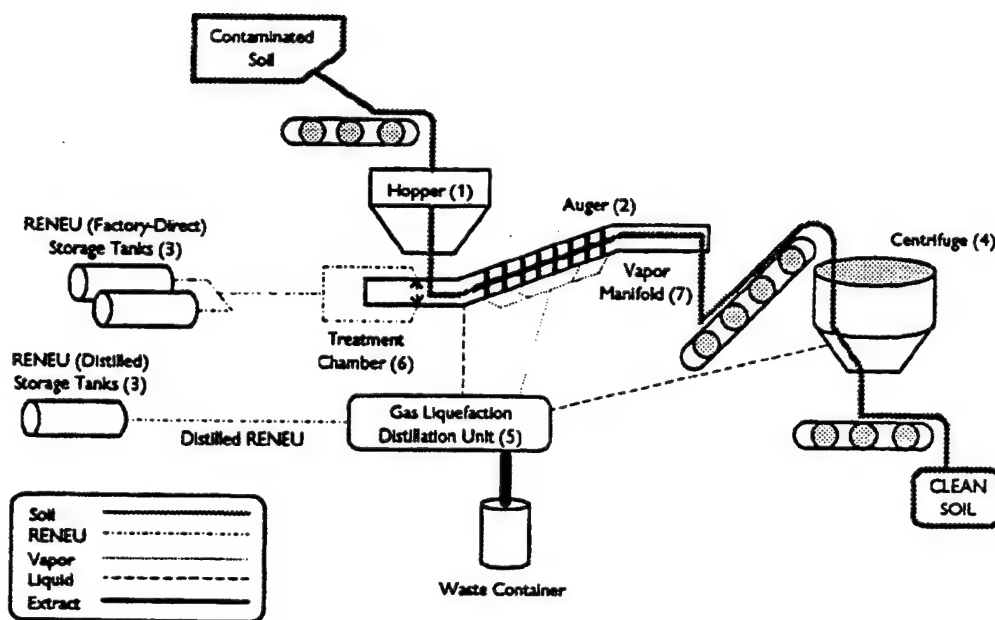 Contaminated
Soil
Hopper (1)
Auger (2)
RENEU (Factory-Direct)
Storage Tanks (3)
Centrifuge (4)
Vapor
Manifold (7)
Treatment
Chamber (6)
RENEU (Distilled)
Storage Tanks (3)
Gas Liquefaction
Distillation Unit (5)
Distilled RENEU
CLEAN
SOIL
Soil
RENEU
Vapor
Liquid
Extract
Waste Container